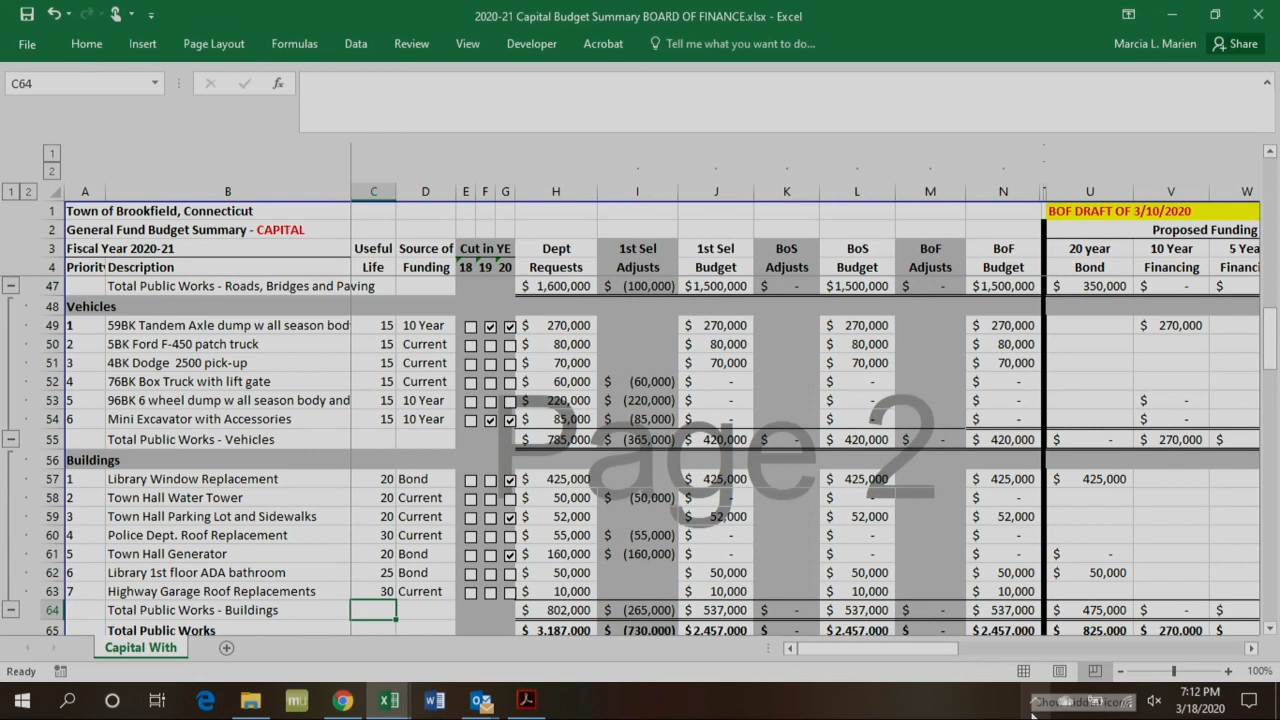 2020-21 Capital Budget Summary BOARD OF FINANCE.xlsx - Excel
File Home Insert Page Layout Formulas Data Review View Developer Acrobat Tell me what you want to do... Marcia L. Marien Share
C64 fx
1
2
1 2 A B C D E F G H I J K L M N U V W
1 Town of Brookfield, Connecticut BOF DRAFT OF 3/10/2020
2 General Fund Budget Summary - CAPITAL Proposed Funding
3 Fiscal Year 2020-21 Useful Source of Cut in YE Dept 1st Sel 1st Sel BoS BoS BoF BoF 20 year 10 Year 5 Yea
4 Priorit Description Life Funding 18 19 20 Requests Adjusts Budget Adjusts Budget Adjusts Budget Bond Financing Financi
47 Total Public Works - Roads, Bridges and Paving $ 1,600,000 $ (100,000) $1,500,000 $ - $1,500,000 $ - $1,500,000 $ 350,000 $ - $
48 Vehicles
49 1 59BK Tandem Axle dump w all season bod 15 10 Year $ 270,000 $ 270,000 $ 270,000 $ 270,000 $ 270,000
50 2 5BK Ford F-450 patch truck 15 Current $ 80,000 $ 80,000 $ 80,000 $ 80,000
51 3 4BK Dodge 2500 pick-up 15 Current $ 70,000 $ 70,000 $ 70,000 $ 70,000
52 4 76BK Box Truck with lift gate 15 Current $ 60,000 $ (60,000) $ - $ - $ -
53 5 96BK 6 wheel dump w all season body and 15 10 Year $ 220,000 $ (220,000) $ - $ - $ - $ -
54 6 Mini Excavator with Accessories 15 10 Year $ 85,000 $ (85,000) $ - $ - $ - $ -
55 Total Public Works - Vehicles $ 785,000 $ (365,000) $ 420,000 $ - $ 420,000 $ - $ 420,000 $ - $ 270,000 $
56 Buildings
57 1 Library Window Replacement 20 Bond $ 425,000 $ 425,000 $ 425,000 $ 425,000 $ 425,000
58 2 Town Hall Water Tower 20 Current $ 50,000 $ (50,000) $ - $ - $ -
59 3 Town Hall Parking Lot and Sidewalks 20 Current $ 52,000 $ 52,000 $ 52,000 $ 52,000
60 4 Police Dept. Roof Replacement 30 Current $ 55,000 $ (55,000) $ - $ - $ -
61 5 Town Hall Generator 20 Bond $ 160,000 $ (160,000) $ - $ - $ - $ -
62 6 Library 1st floor ADA bathroom 25 Bond $ 50,000 $ 50,000 $ 50,000 $ 50,000 $ 50,000
63 7 Highway Garage Roof Replacements 30 Current $ 10,000 $ 10,000 $ 10,000 $ 10,000
64 Total Public Works - Buildings $ 802,000 $ (265,000) $ 537,000 $ - $ 537,000 $ - $ 537,000 $ 475,000 $ - $
65 Total Public Works $ 3,187,000 $ (730,000) $2,457,000 $ - $2,457,000 $ - $2,457,000 $ 825,000 $ 270,000 $
Page 2
Capital With
Ready 100%
mu
7:12 PM
3/18/2020